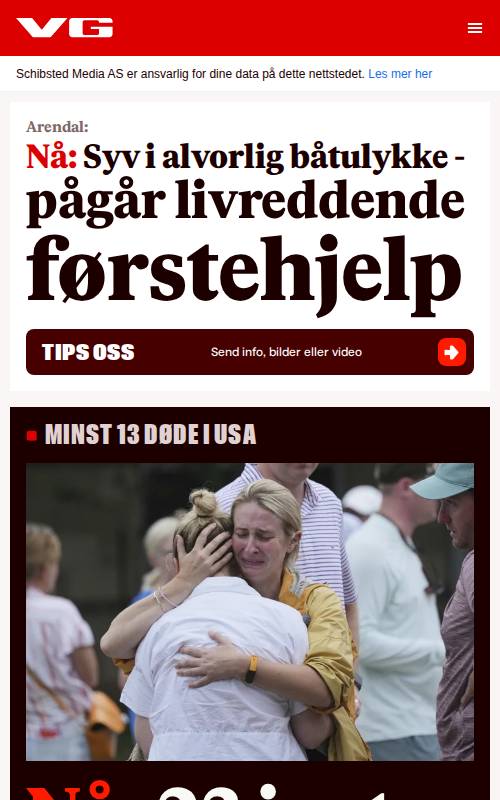 VG
Schibsted Media AS er ansvarlig for dine data på dette nettstedet. Les mer her
Arendal:
Nå: Syv i alvorlig båtulykke -
pågår livreddende
førstehjelp
TIPS OSS Send info, bilder eller video
MINST 13 DØDE I USA
Nå: